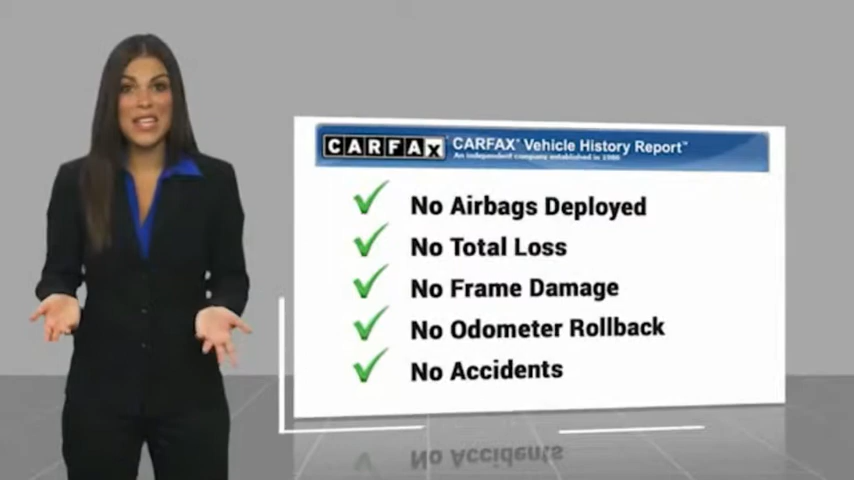 CARFAX
CARFAX® Vehicle History Report™
An independent company established in 1986
No Airbags Deployed
No Total Loss
No Frame Damage
No Odometer Rollback
No Accidents
No Accidents